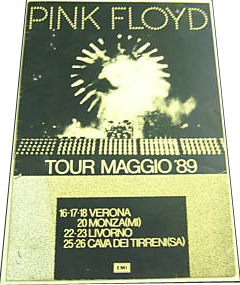 PINK FLOYD
TOUR MAGGIO '89
16-17-18 VERONA
20 MONZA(MI)
22-23 LIVORNO
25-26 CAVA DEI TIRRENI(SA)
EMI